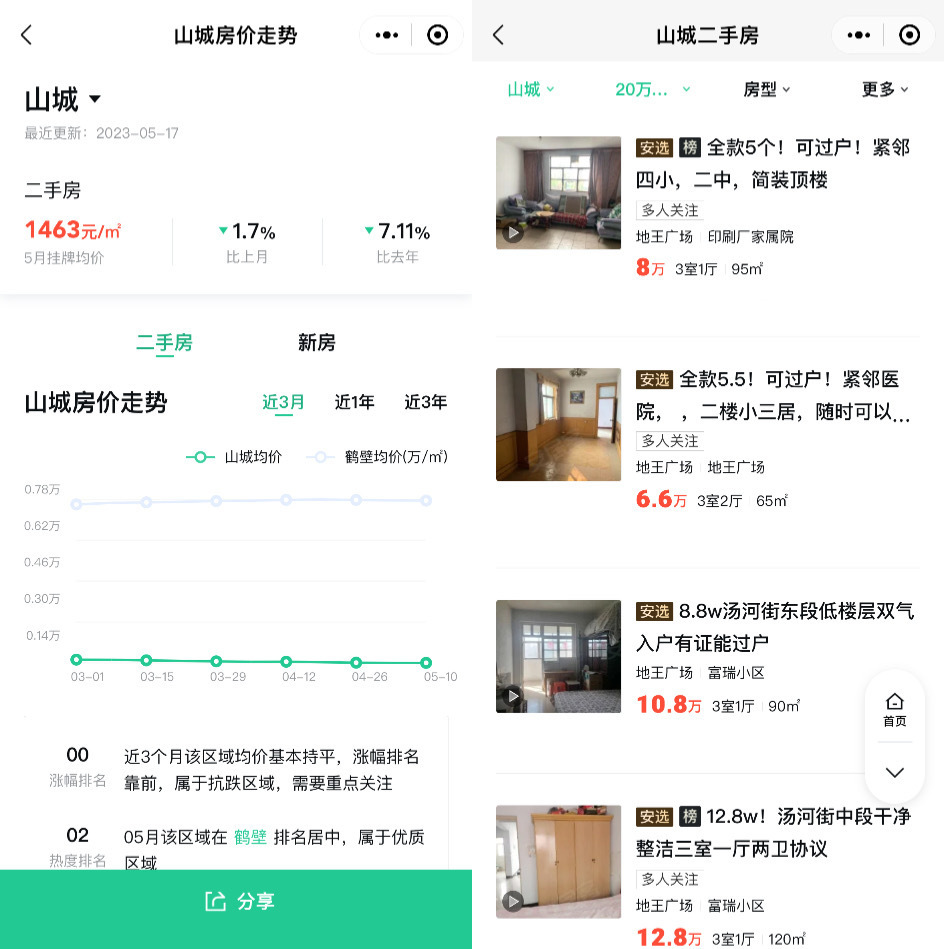 山城房价走势
山城
最近更新：2023-05-17
二手房
1463元/㎡
1.7%
7.11%
5月挂牌均价
比上月
比去年
二手房
新房
山城房价走势
近3月
近1年
近3年
山城均价
鹤壁均价(万/㎡)
0.78万
0.62万
0.46万
0.30万
0.14万
03-01
03-15
03-29
04-12
04-26
05-10
00
涨幅排名
近3个月该区域均价基本持平，涨幅排名
靠前，属于抗跌区域，需要重点关注
02
热度排名
05月该区域在 鹤壁 排名居中，属于优质
区域
分享
山城二手房
山城
20万...
房型
更多
安选 榜 全款5个！可过户！紧邻
四小，二中，简装顶楼
多人关注
地王广场 印刷厂家属院
8万 3室1厅 95㎡
安选 全款5.5！可过户！紧邻医
院， ，二楼小三居，随时可以...
多人关注
地王广场 地王广场
6.6万 3室2厅 65㎡
安选 8.8w汤河街东段低楼层双气
入户有证能过户
地王广场 富瑞小区
10.8万 3室1厅 90㎡
首页
安选 榜 12.8w！汤河街中段干净
整洁三室一厅两卫协议
多人关注
地王广场 富瑞小区
12.8万 3室1厅 120㎡